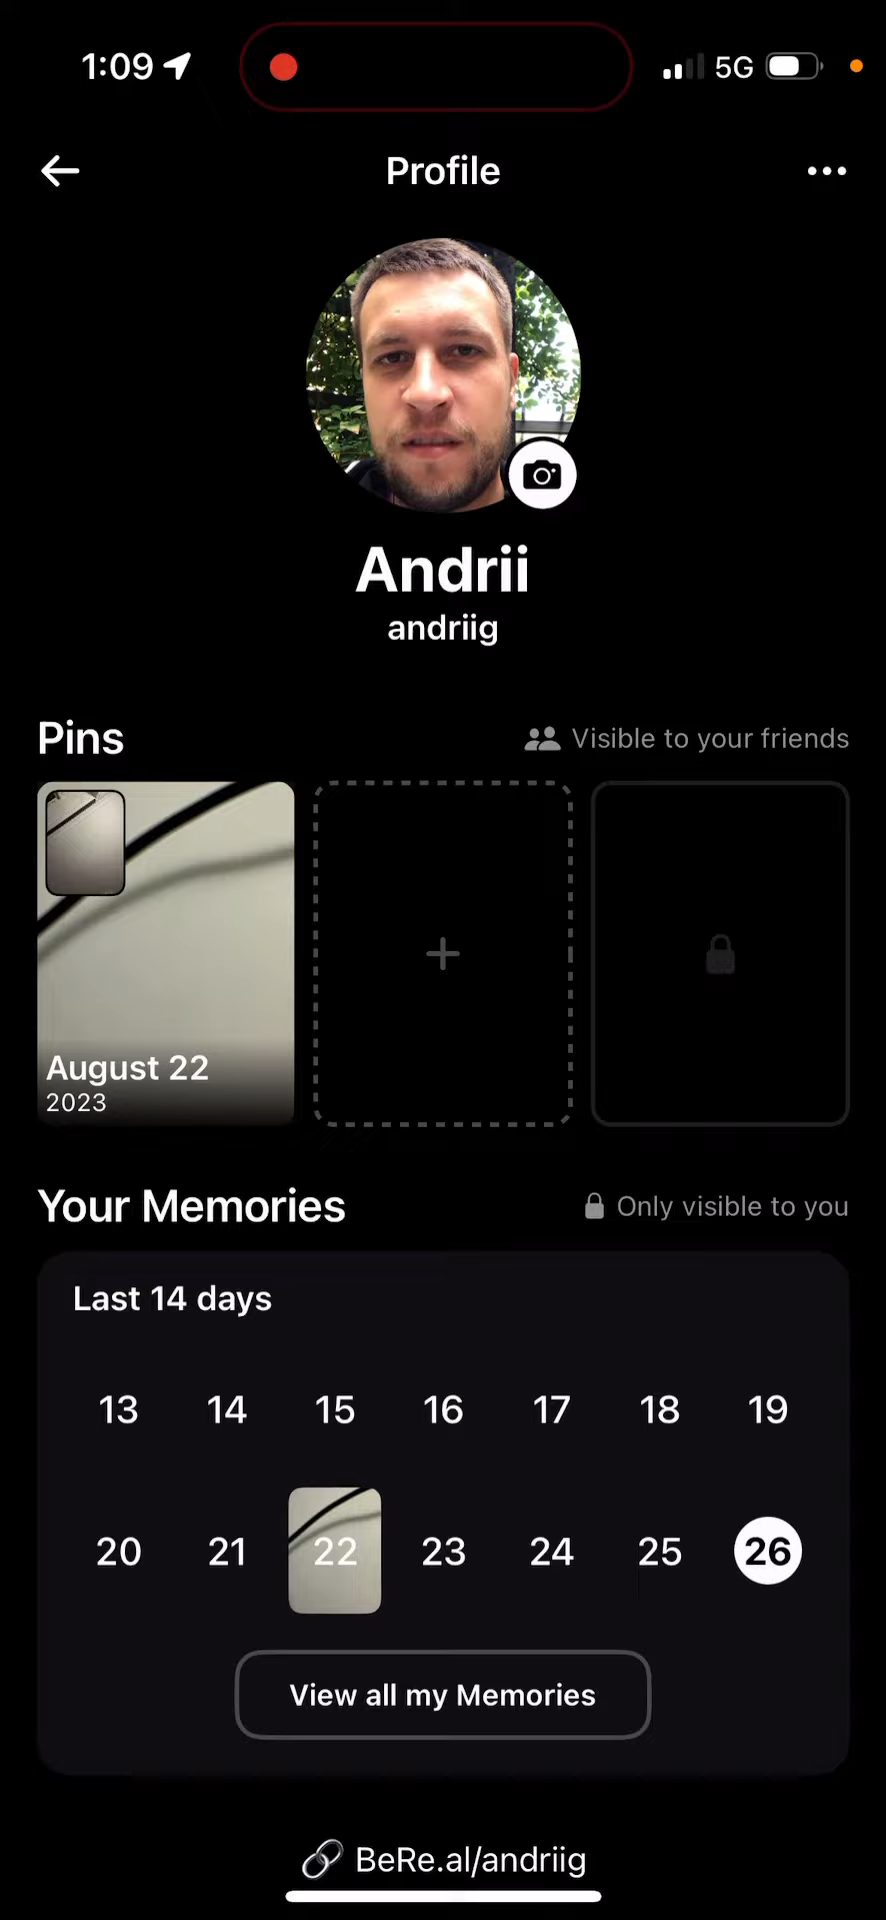 1:09 5G
Profile
Andrii
andriig
Pins Visible to your friends
August 22
2023
Your Memories Only visible to you
Last 14 days
13 14 15 16 17 18 19
20 21 22 23 24 25 26
View all my Memories
BeRe.al/andriig